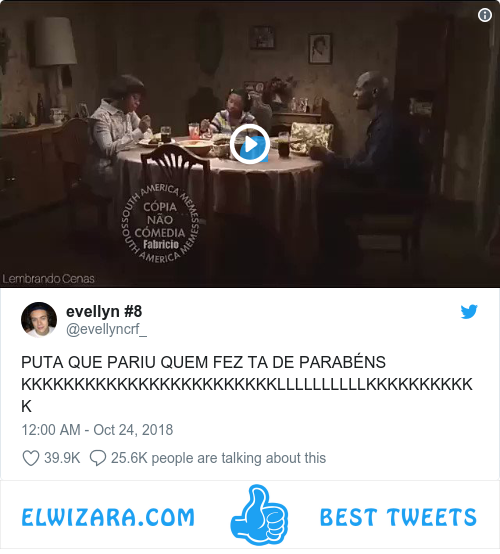 SOUTH AMERICA MEMES
CÓPIA
NÃO
COMEDIA
Fabricio
SOUTH AMERICA MEMES
Lembrando Cenas
evellyn #8
@evellyncrf_
PUTA QUE PARIU QUEM FEZ TA DE PARABÉNS
KKKKKKKKKKKKKKKKKKKKKKKKLLLLLLLLLLKKKKKKKKKK
K
12:00 AM - Oct 24, 2018
39.9K 25.6K people are talking about this
ELWIZARA.COM BEST TWEETS